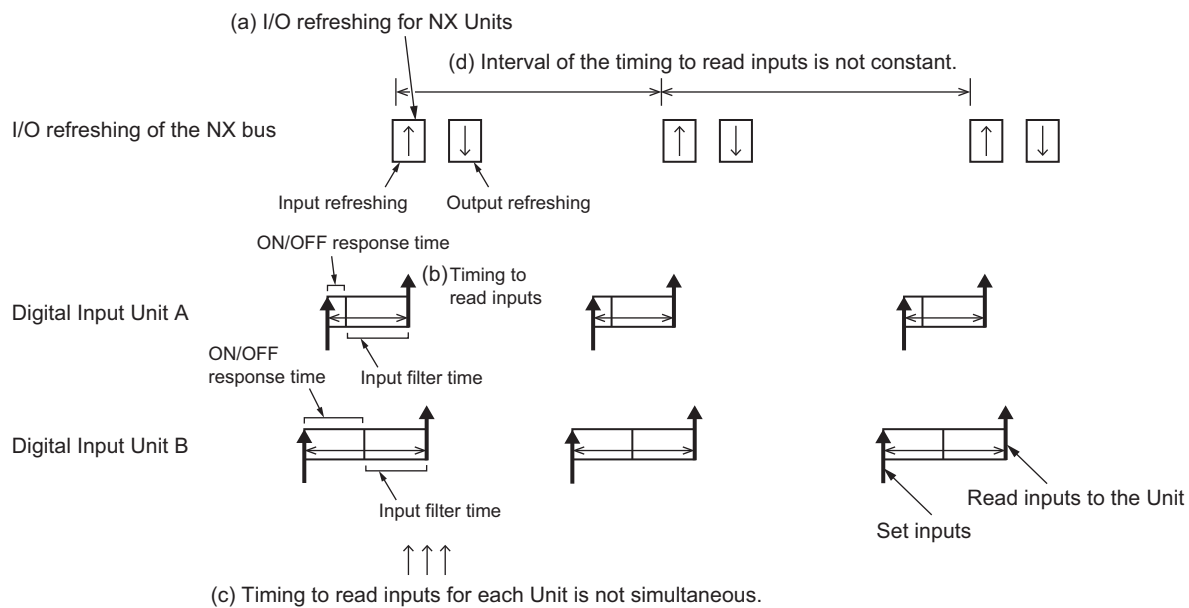 (a) I/O refreshing for NX Units
(d) Interval of the timing to read inputs is not constant.
I/O refreshing of the NX bus
Input refreshing
Output refreshing
ON/OFF response time
(b) Timing to
read inputs
Digital Input Unit A
ON/OFF
response time
Input filter time
Digital Input Unit B
Input filter time
Read inputs to the Unit
Set inputs
(c) Timing to read inputs for each Unit is not simultaneous.